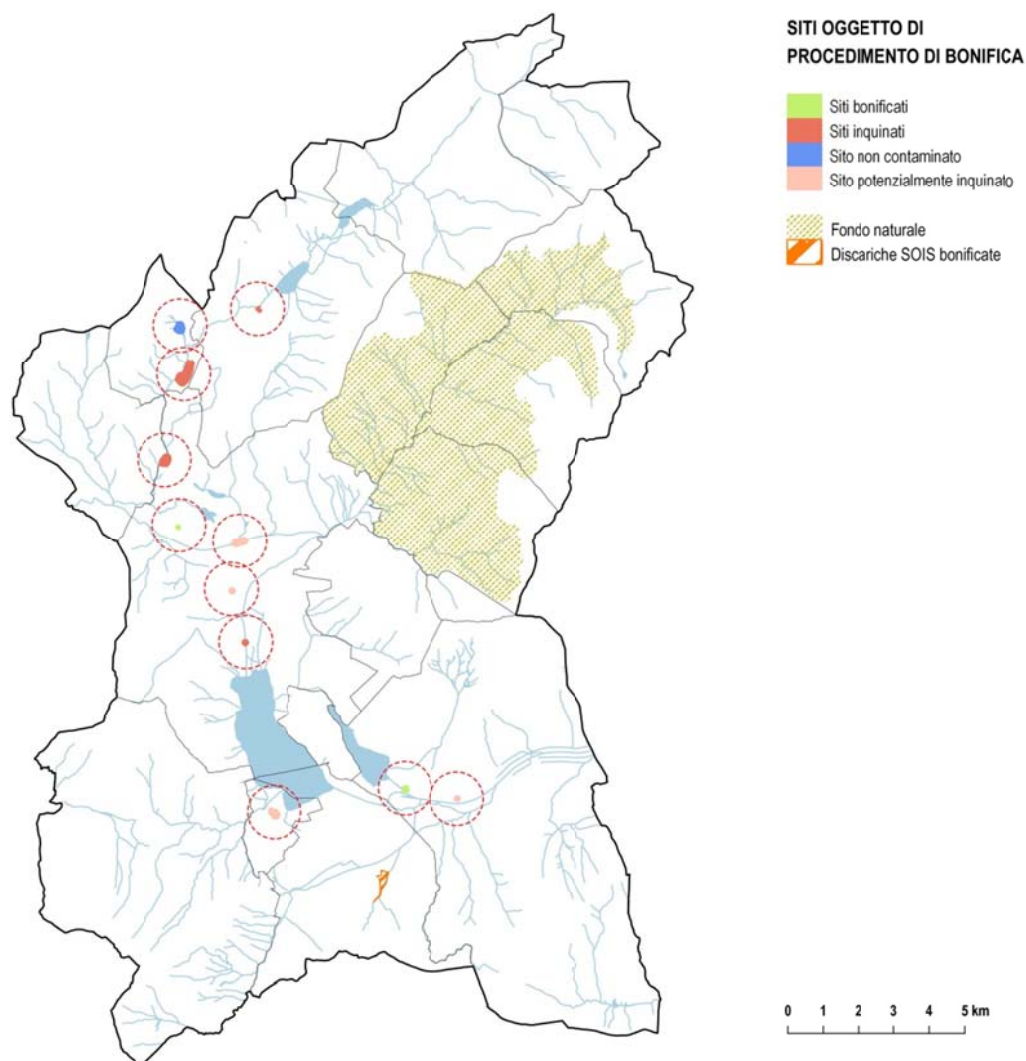 SITI OGGETTO DI
PROCEDIMENTO DI BONIFICA
Siti bonificati
Siti inquinati
Sito non contaminato
Sito potenzialmente inquinato
Fondo naturale
Discariche SOIS bonificate
0 1 2 3 4 5 km